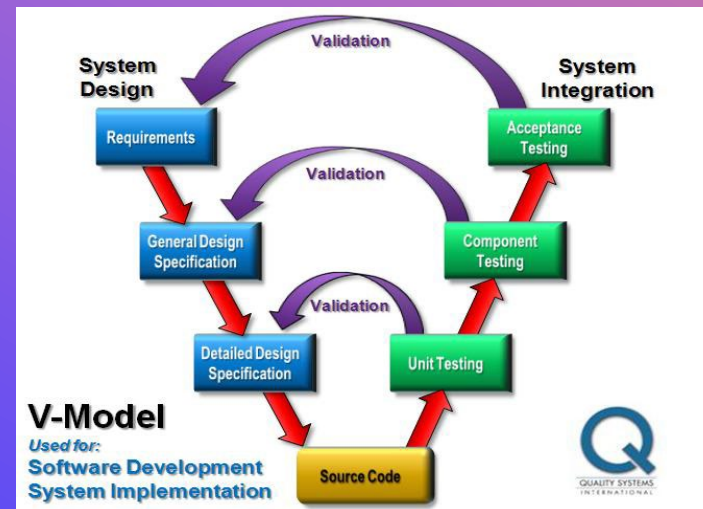 Validation
System
Design
System
Integration
Requirements
Acceptance
Testing
Validation
General Design
Specification
Component
Testing
Validation
Detailed Design
Specification
Unit Testing
V-Model
Used for:
Software Development
System Implementation
Source Code
Q
QUALITY SYSTEMS
INTERNATIONAL